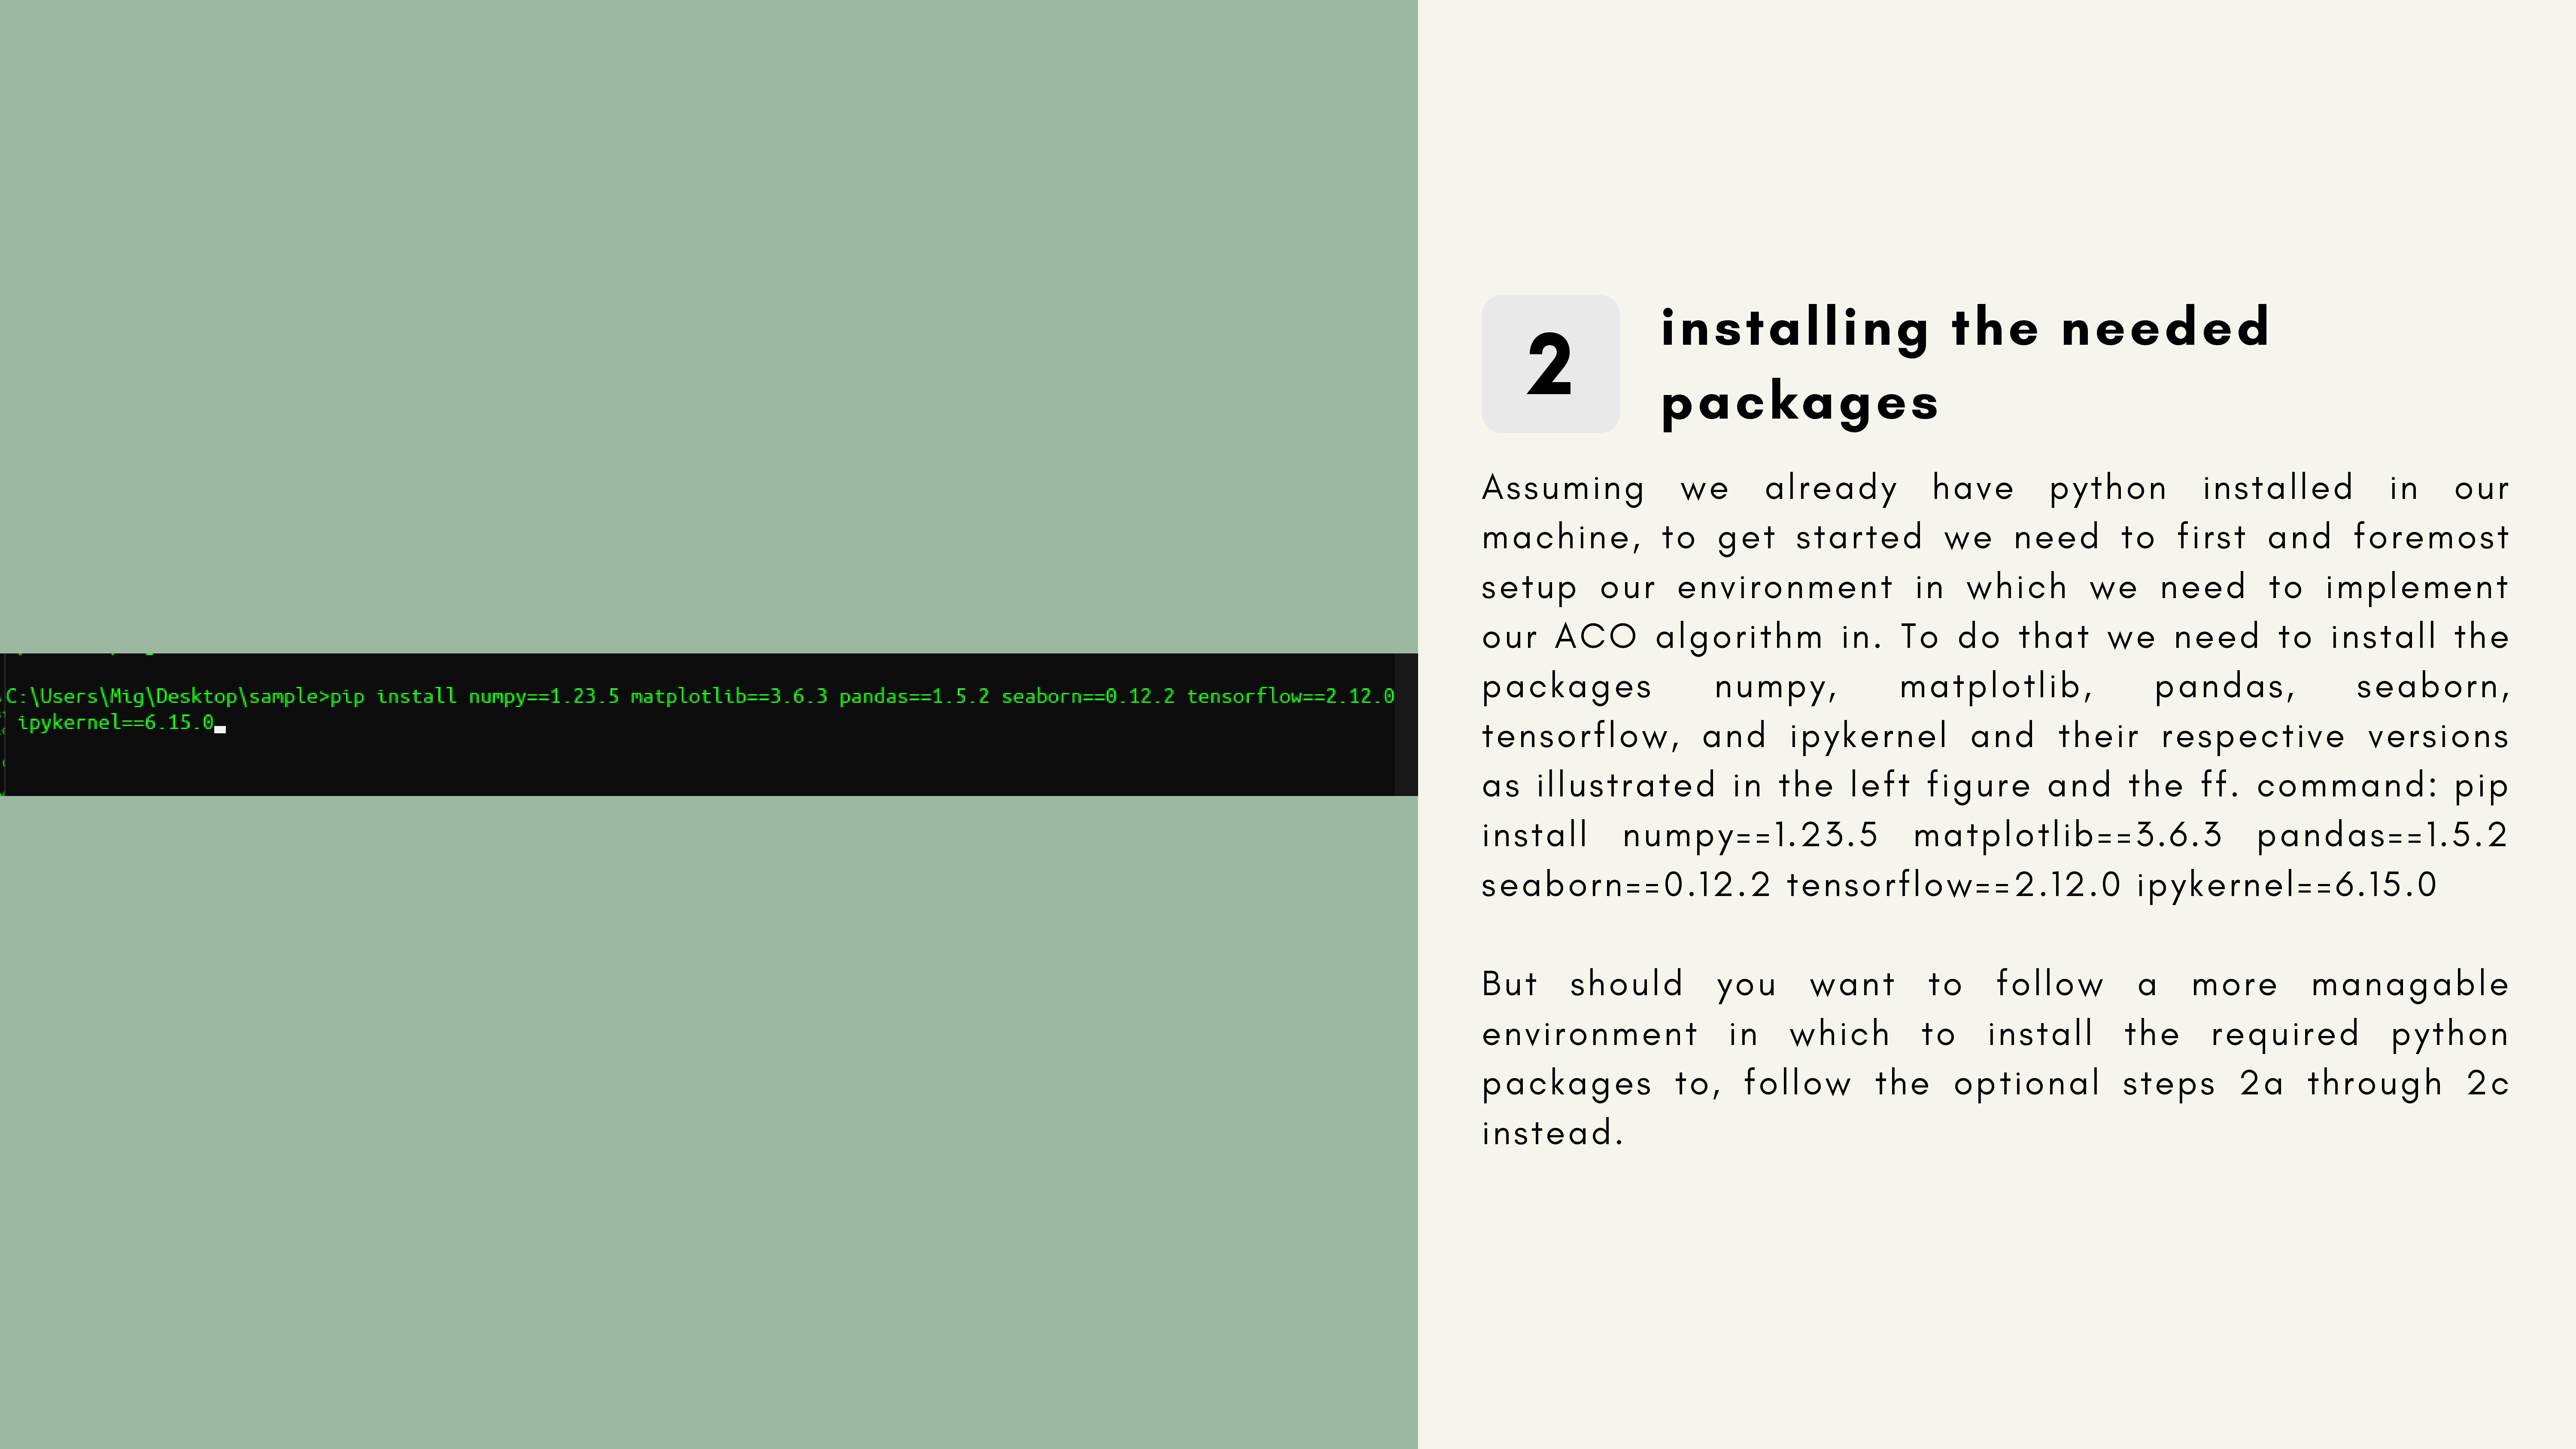 C:\Users\Mig\Desktop\sample>pip install numpy==1.23.5 matplotlib==3.6.3 pandas==1.5.2 seaborn==0.12.2 tensorflow==2.12.0
ipykernel==6.15.0
2
installing the needed
packages
Assuming we already have python installed in our
machine, to get started we need to first and foremost
setup our environment in which we need to implement
our ACO algorithm in. To do that we need to install the
packages numpy, matplotlib, pandas, seaborn,
tensorflow, and ipykernel and their respective versions
as illustrated in the left figure and the ff. command: pip
install numpy==1.23.5 matplotlib==3.6.3 pandas==1.5.2
seaborn==0.12.2 tensorflow==2.12.0 ipykernel==6.15.0
But should you want to follow a more managable
environment in which to install the required python
packages to, follow the optional steps 2a through 2c
instead.